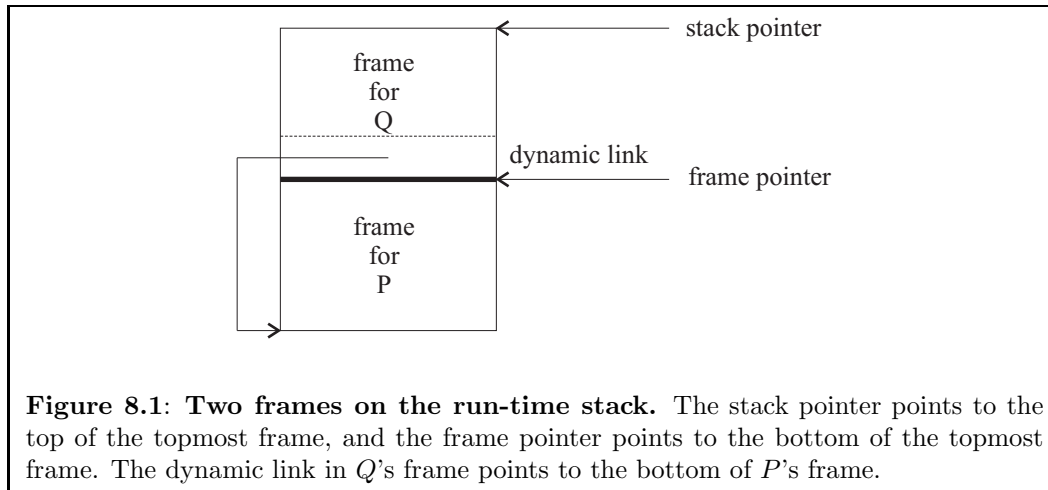 stack pointer
frame
for
Q
dynamic link
frame pointer
frame
for
P
Figure 8.1: Two frames on the run-time stack. The stack pointer points to the
top of the topmost frame, and the frame pointer points to the bottom of the topmost
frame. The dynamic link in Q's frame points to the bottom of P's frame.